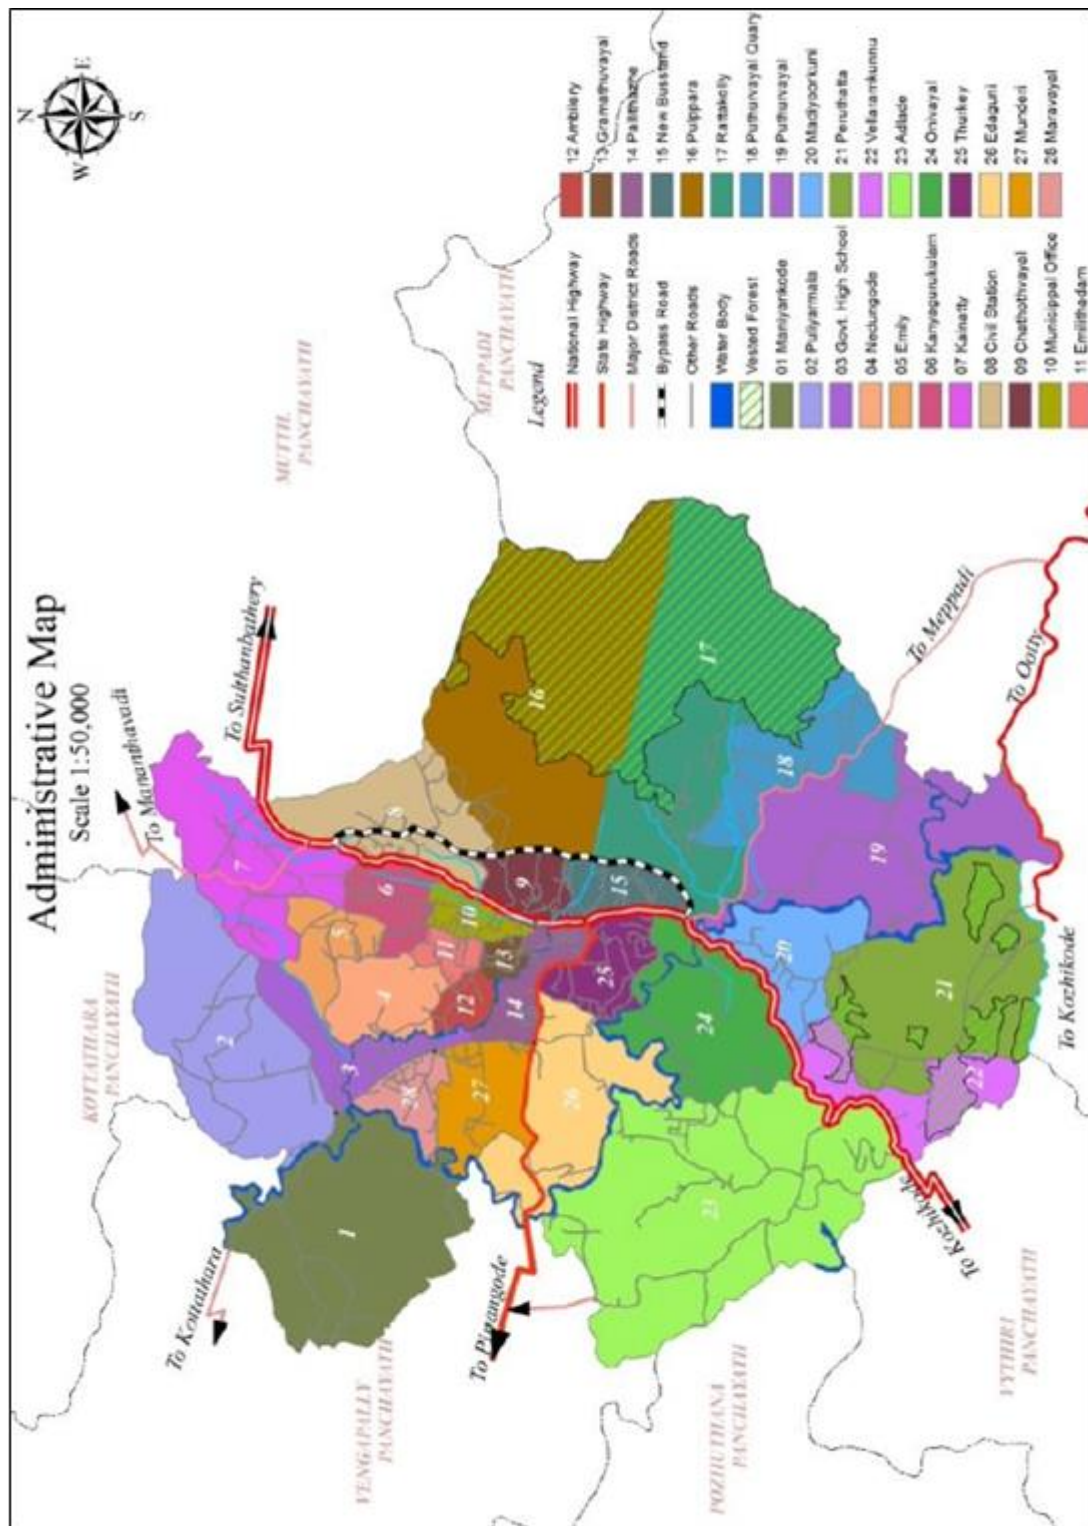 Administrative Map
Scale 1:50,000
N
E
S
W
KOTTATHARA
PANCHAYATH
MUTTIL
PANCHAYATH
MEPPADI
PANCHAYATH
VENGAPALLY
PANCHAYATH
POZHUTHANA
PANCHAYATH
VYTHIRI
PANCHAYATH
To Kottathara
To Mananthavadi
To Sulthanbathery
To Pinangode
To Kozhikode
To Kozhikode
To Meppadi
To Ootty
1
2
3
4
5
6
7
8
9
10
11
12
13
14
15
16
17
18
19
20
21
22
23
24
25
26
27
28
Legend
National Highway
State Highway
Major District Roads
Bypass Road
Other Roads
Water Body
Vested Forest
01 Maniyankode
02 Puliyarmala
03 Govt. High School
04 Nedungode
05 Emily
06 Kanyagurukulam
07 Kainatty
08 Civil Station
09 Chathothvayal
10 Municippal Office
11 Emilithadam
12 Ambilery
13 Gramathuvayal
14 Pallithazhe
15 New Busstand
16 Pulppara
17 Rattakolly
18 Puthurvayal Quary
19 Puthurvayal
20 Madiyoorkuni
21 Peruthatta
22 Vellaramkunnu
23 Adlade
24 Onivayal
25 Thurkey
26 Edaguni
27 Munderi
28 Maravayal